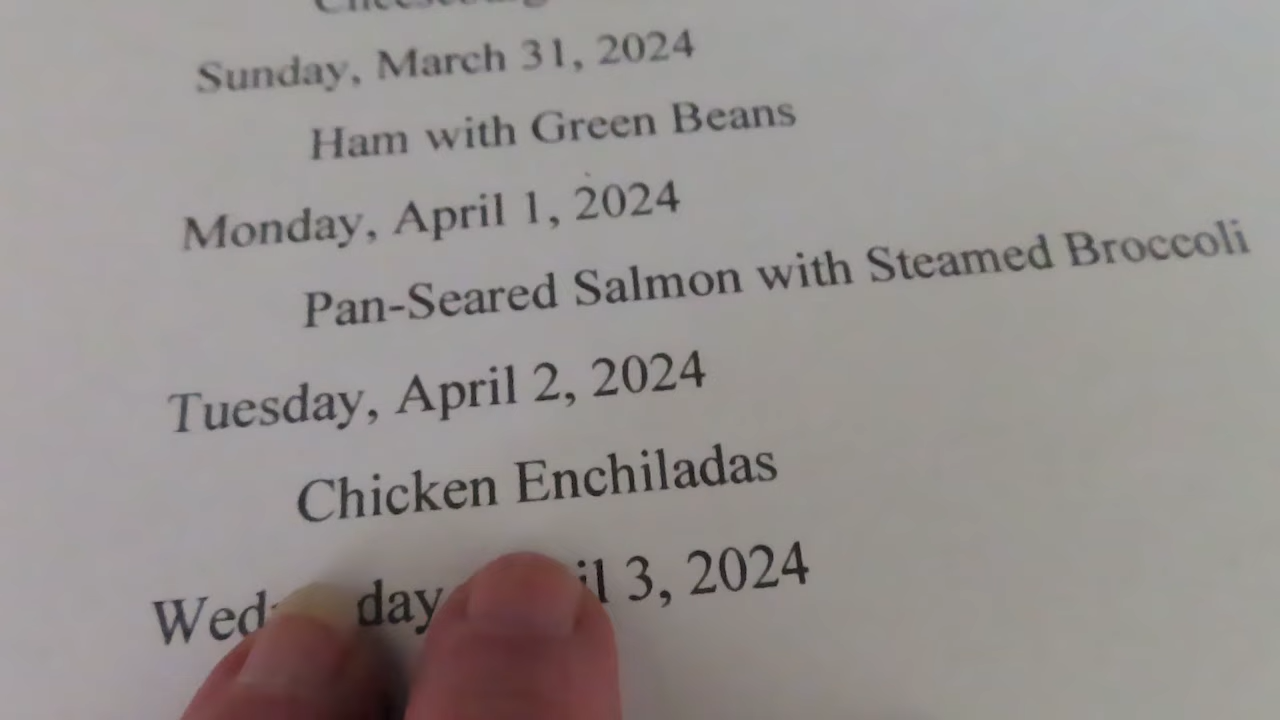 Sunday, March 31, 2024
Ham with Green Beans
Monday, April 1, 2024
Pan-Seared Salmon with Steamed Broccoli
Tuesday, April 2, 2024
Chicken Enchiladas
3, 2024